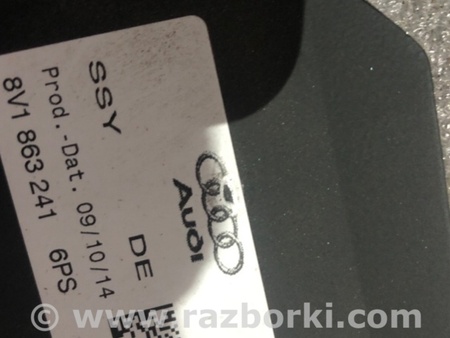 Audi
SSY DE
Prod.-Dat. 09/10/14
8V1 863 241 6PS
© www.razborki.com